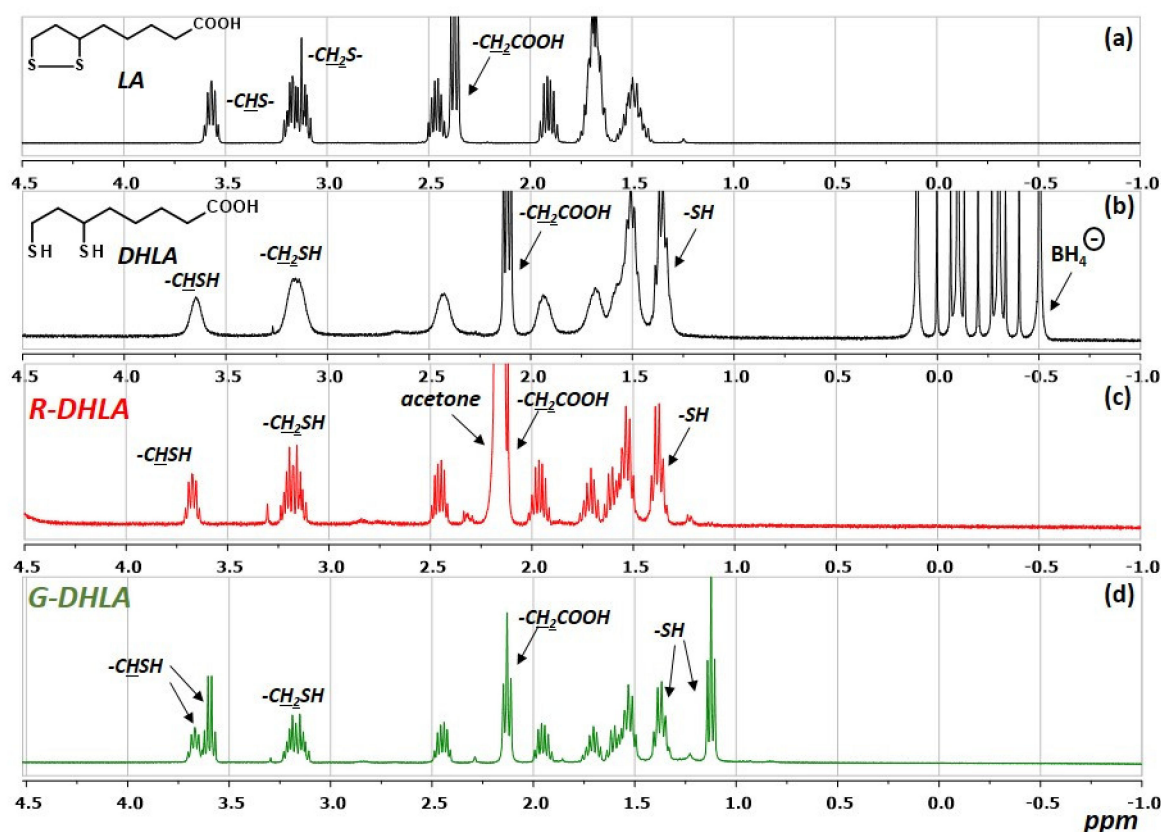 COOH
(a)
S S
LA
-CHS-
-CH2S-
-CH2COOH
4.5 4.0 3.5 3.0 2.5 2.0 1.5 1.0 0.5 0.0 -0.5 -1.0
COOH
(b)
SH SH
DHLA
-CHSH
-CH2SH
-CH2COOH
-SH
BH4 −
4.5 4.0 3.5 3.0 2.5 2.0 1.5 1.0 0.5 0.0 -0.5 -1.0
R-DHLA
(c)
-CHSH
-CH2SH
acetone
-CH2COOH
-SH
4.5 4.0 3.5 3.0 2.5 2.0 1.5 1.0 0.5 0.0 -0.5 -1.0
G-DHLA
(d)
-CHSH
-CH2SH
-CH2COOH
-SH
4.5 4.0 3.5 3.0 2.5 2.0 1.5 1.0 0.5 0.0 -0.5 -1.0
ppm